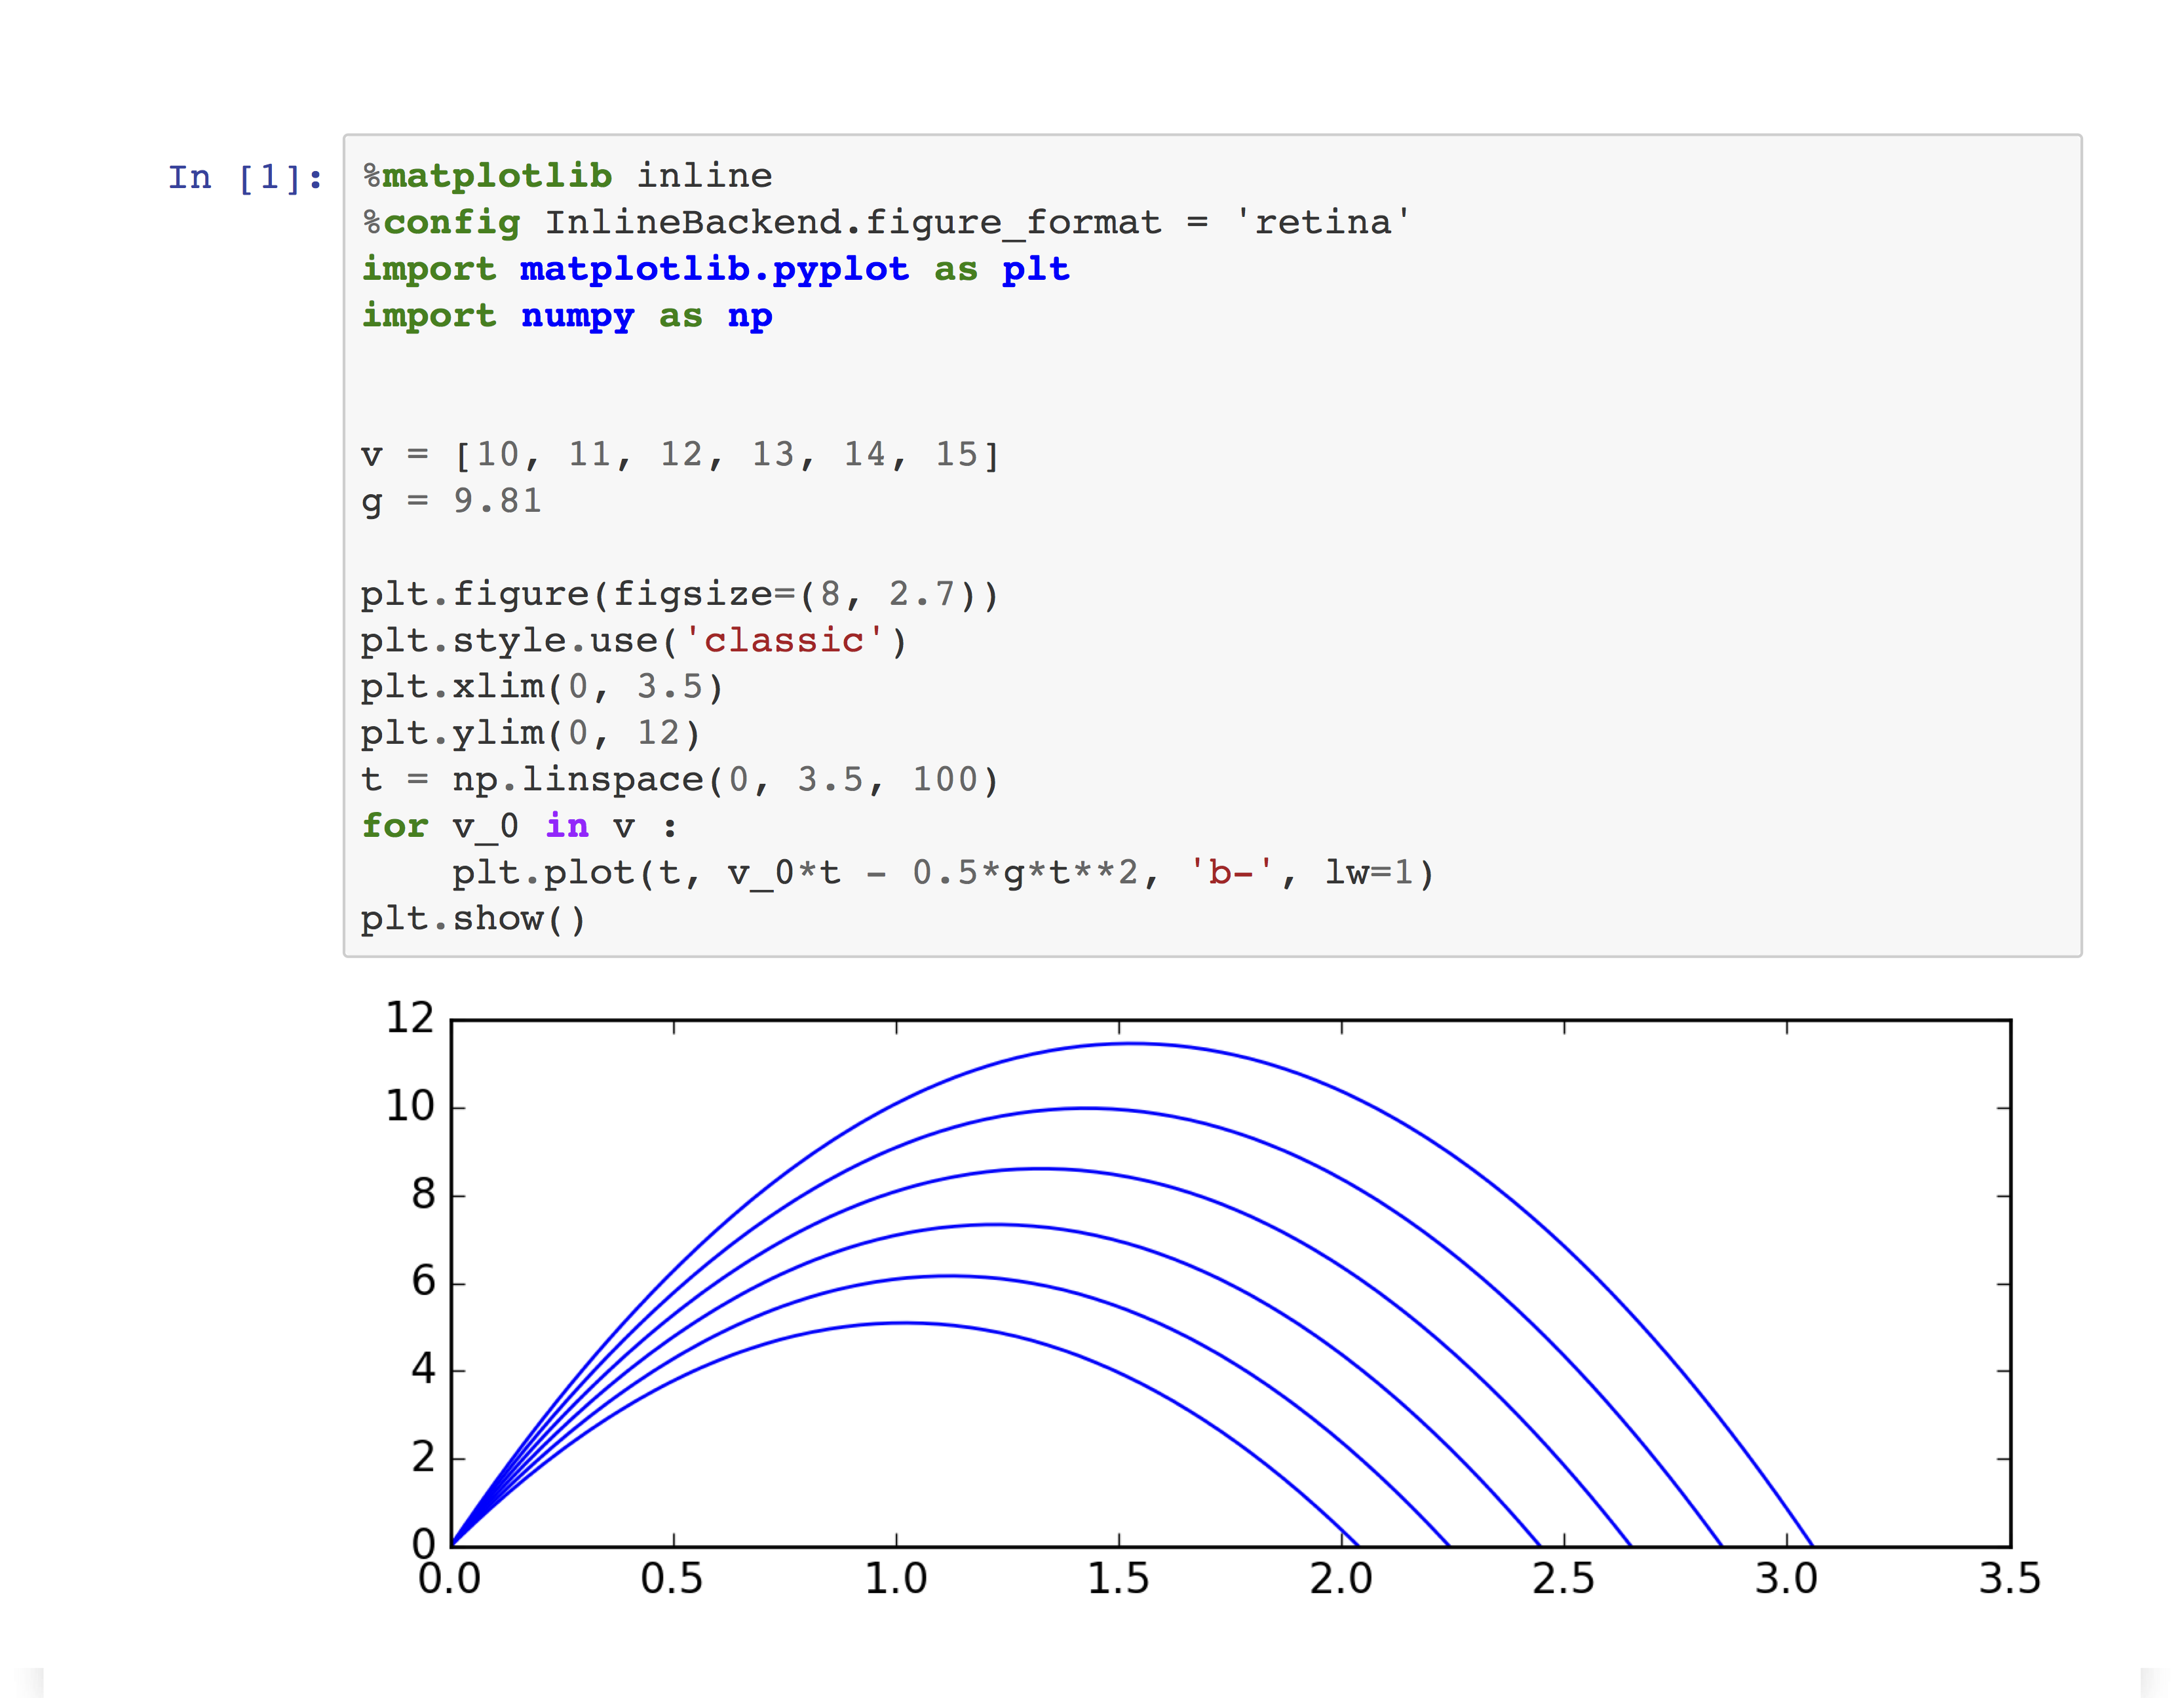 In [1]: %matplotlib inline
%config InlineBackend.figure_format = 'retina'
import matplotlib.pyplot as plt
import numpy as np
v = [10, 11, 12, 13, 14, 15]
g = 9.81
plt.figure(figsize=(8, 2.7))
plt.style.use('classic')
plt.xlim(0, 3.5)
plt.ylim(0, 12)
t = np.linspace(0, 3.5, 100)
for v_0 in v :
    plt.plot(t, v_0*t - 0.5*g*t**2, 'b-', lw=1)
plt.show()
12
10
8
6
4
2
0
0.0 0.5 1.0 1.5 2.0 2.5 3.0 3.5